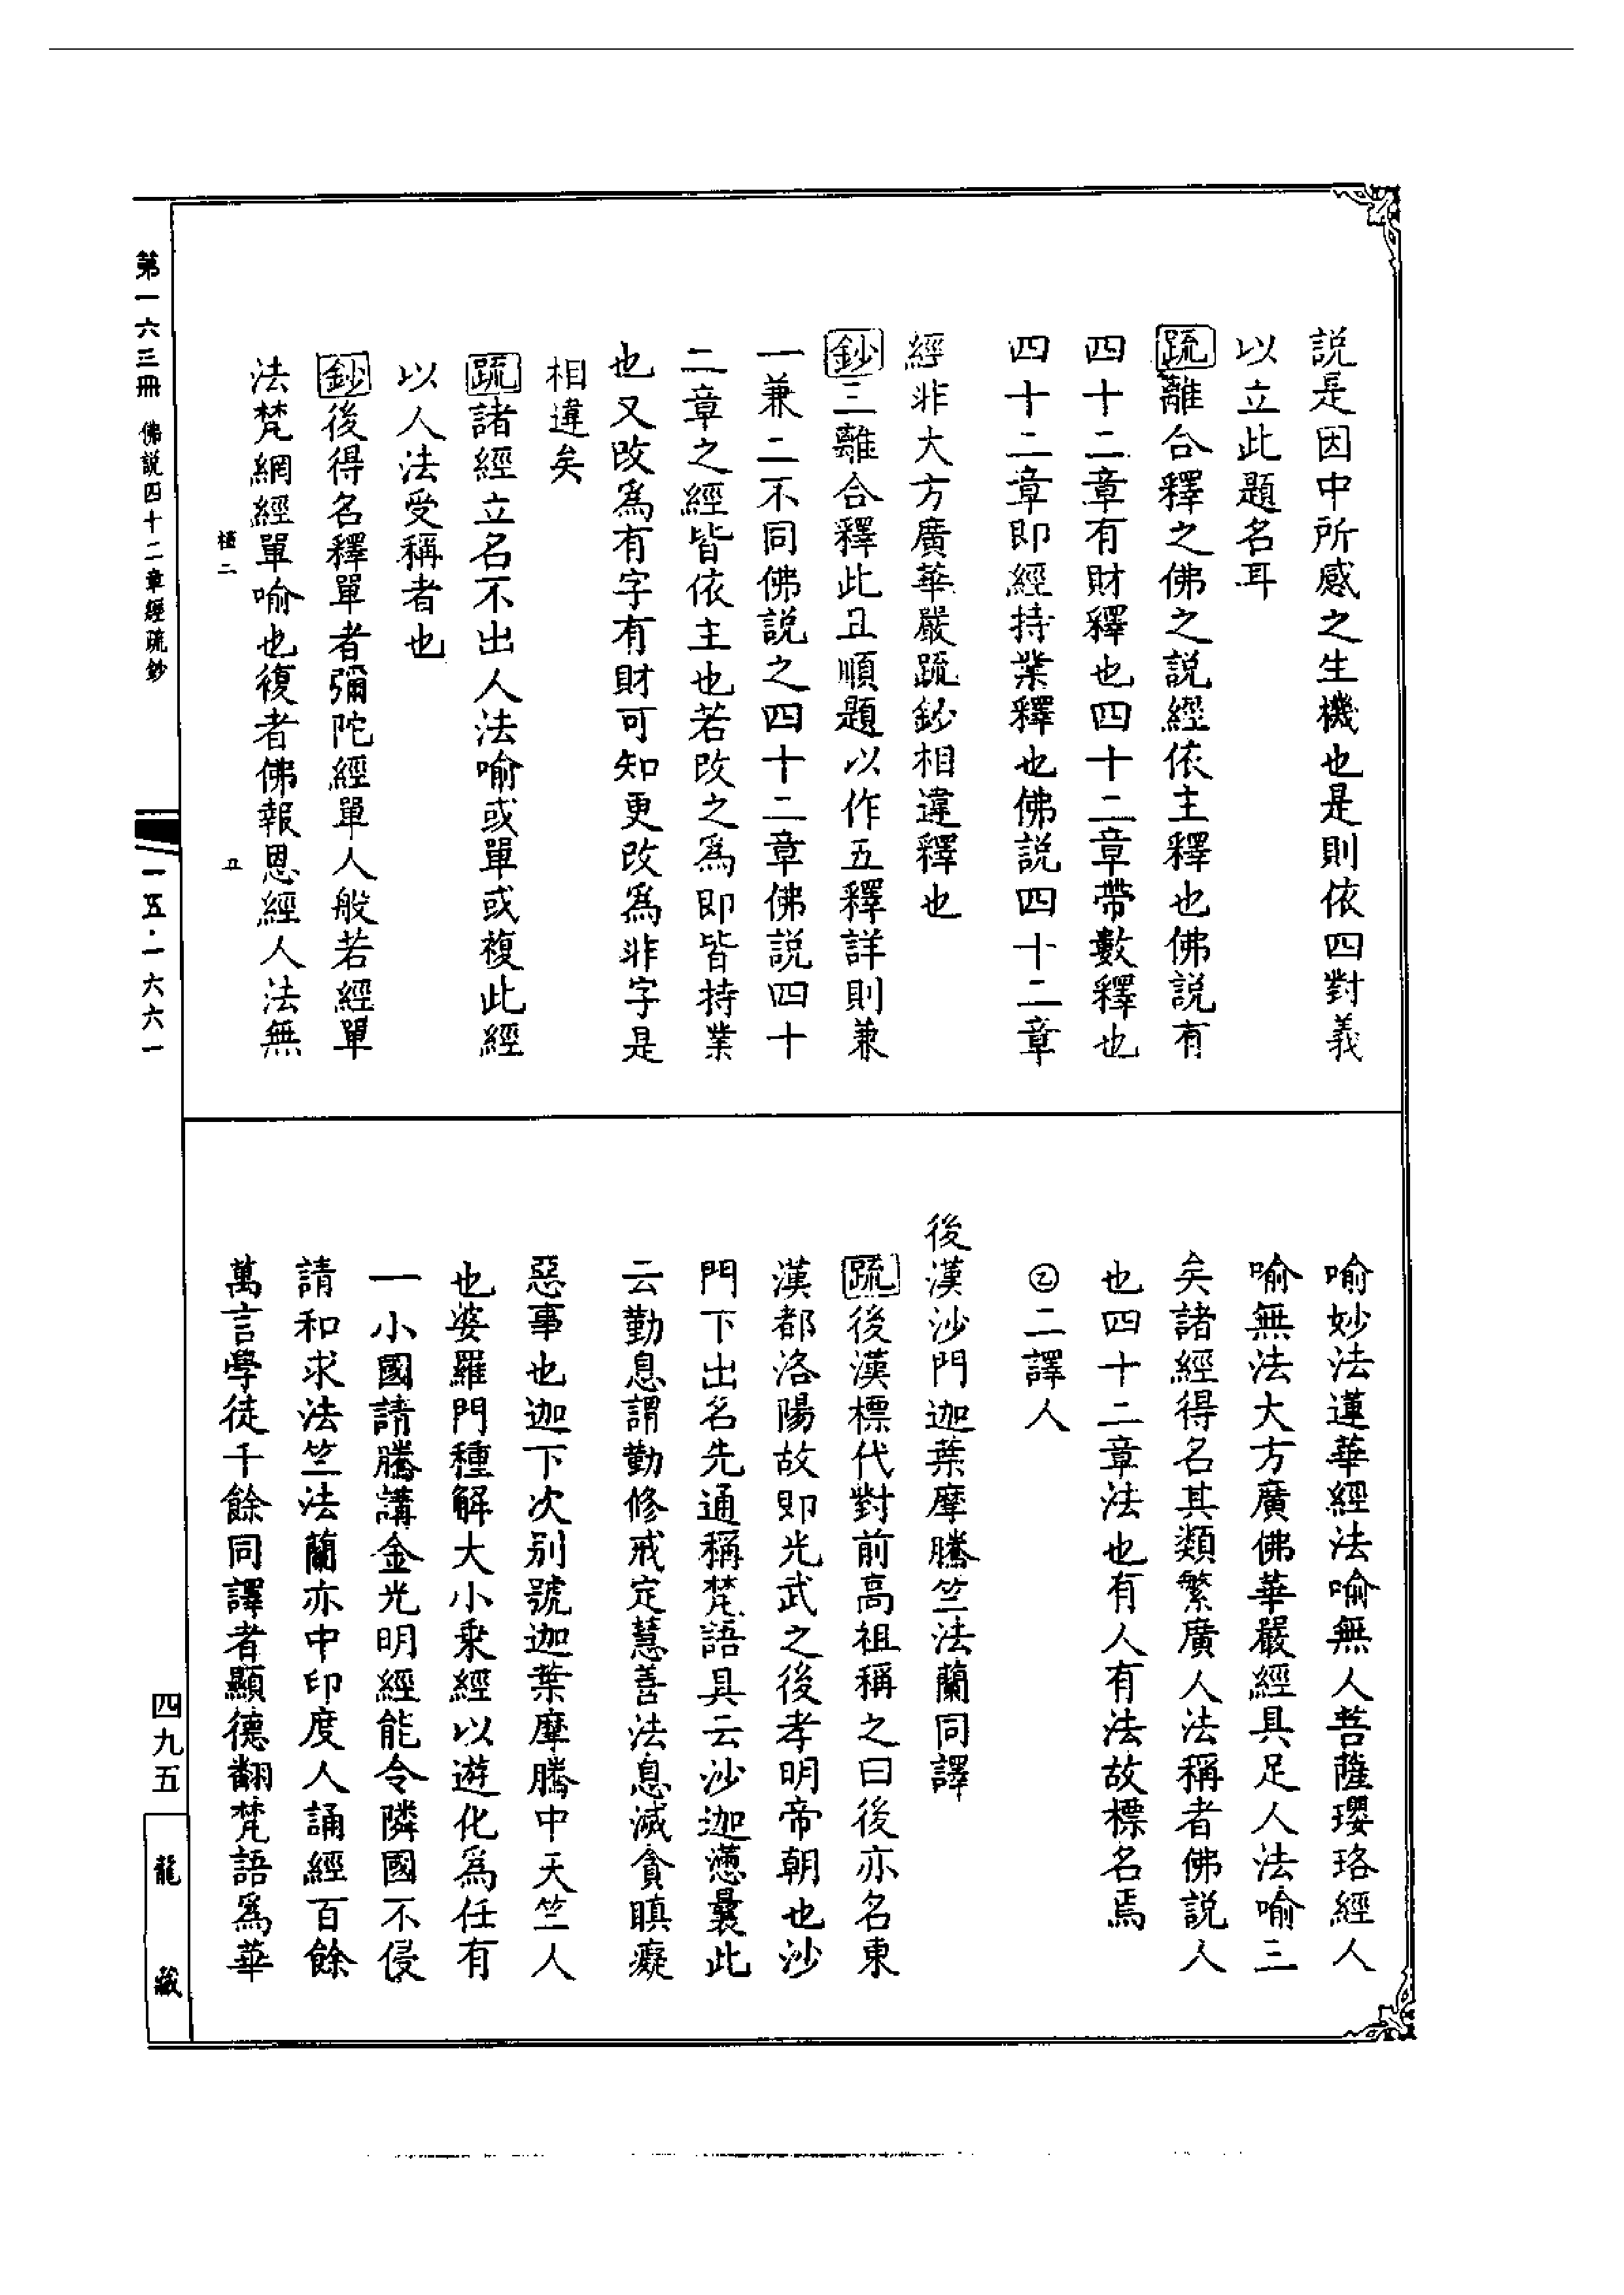 說是因中所感之生機也是則依四對義
以立此題名耳
疏離合釋之佛之說經依主釋也佛說有
四十二章有財釋也四十二章帶數釋也
四十二章即經持業釋也佛說四十二章
經非大方廣華嚴疏鈔相違釋也
鈔三離合釋此丑順題以作五釋詳則兼
一兼二不同佛說之四十二章佛說四十
二章之經皆依主也若改之為即皆持業
也又改為有字有財可知更改為非字是
相違矣
疏諸經立名不出人法喻或單或複此經
以人法受稱者也
鈔後得名釋單者彌陀經單人般若經單
法梵網經單喻也復者佛報恩經人法無
喻妙法蓮華經法喻無人菩薩瓔珞經人
喻無法大方廣佛華嚴經具足人法喻三
矣諸經得名其類繁廣人法稱者佛說人
也四十二章法也有人有法故標名焉
㋁二譯人
後漢沙門迦葉摩騰竺法蘭同譯
疏後漢標代對前高祖稱之曰後亦名東
漢都洛陽故即光武之後孝明帝朝也沙
門下出名先通稱梵語具云沙迦懣曩此
云勤息謂勤修戒定慧善法息滅貪瞋癡
惡事也迦下次別號迦葉摩騰中天竺人
也婆羅門種解大小乘經以遊化為任有
一小國請騰講金光明經能令隣國不侵
請和求法竺法蘭亦中印度人誦經百餘
萬言學徒千餘同譯者顯德翻梵語為華
第一六三冊 佛說四十二章經疏鈔
一五·一六六一
四九五
龍藏